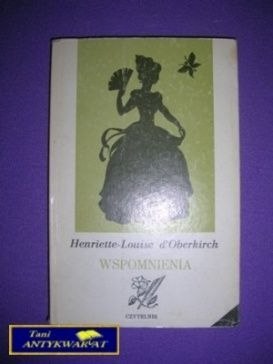 Henriette-Louise d'Oberkirch
WSPOMNIENIA
CZYTELNIK
Tani
ANTYKWARIAT